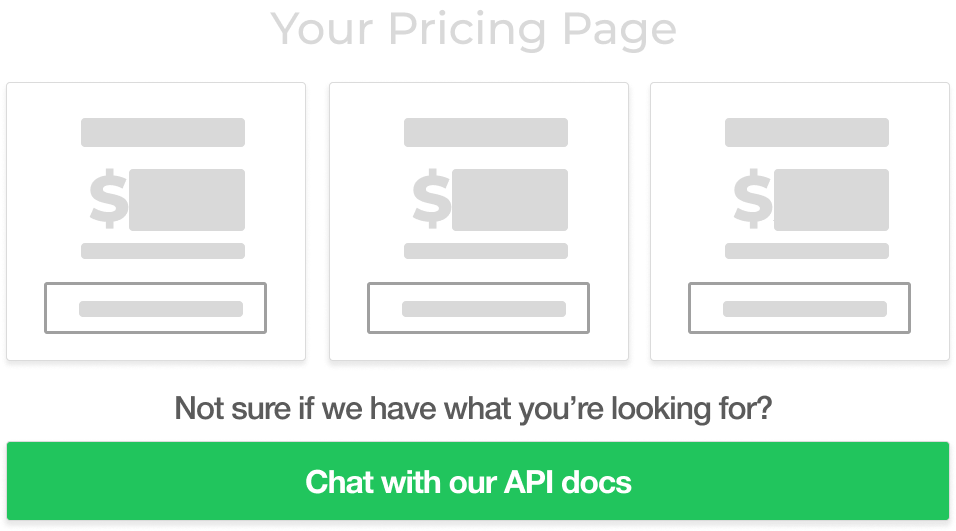 Your Pricing Page
$ $ $
Not sure if we have what you’re looking for?
Chat with our API docs